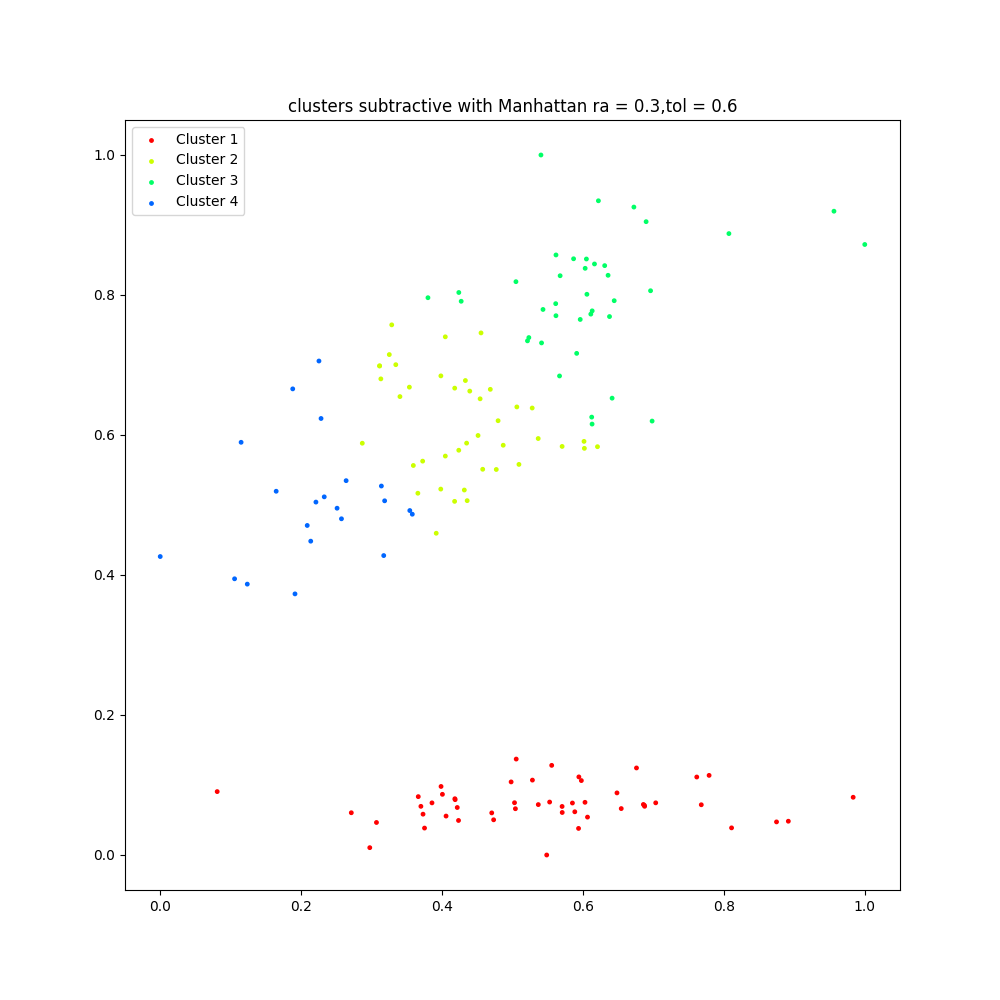 clusters subtractive with Manhattan ra = 0.3,tol = 0.6
Cluster 1
Cluster 2
Cluster 3
Cluster 4
1.0
0.8
0.6
0.4
0.2
0.0
0.0 0.2 0.4 0.6 0.8 1.0